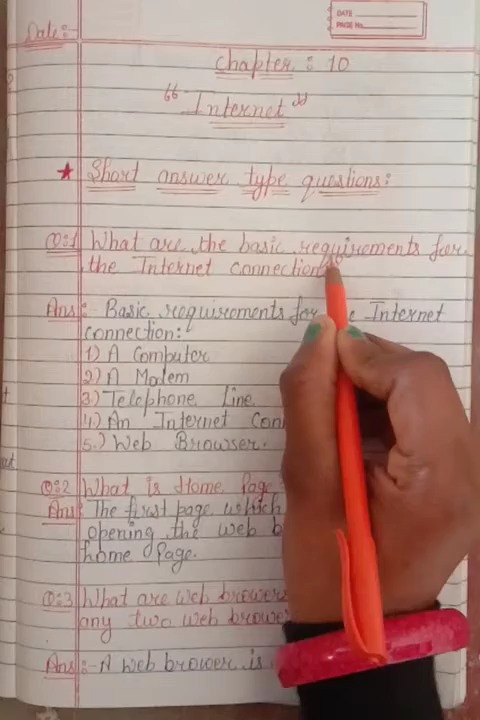 DATE
PAGE No.
Date:-
Chapter : 10
"Internet"
★ Short answer type questions:
Q:1 What are the basic requirements for
the Internet connection
Ans:- Basic requirements for Internet
connection:
1) A Computer
2) A Modem
3.) Telephone line.
4.) An Internet
5.) Web Browser.
Q:2 What is Home Page
Ans: The first page which
opening the web
home page.
Q:3 What are web
any two web
Ans:- A web brower is